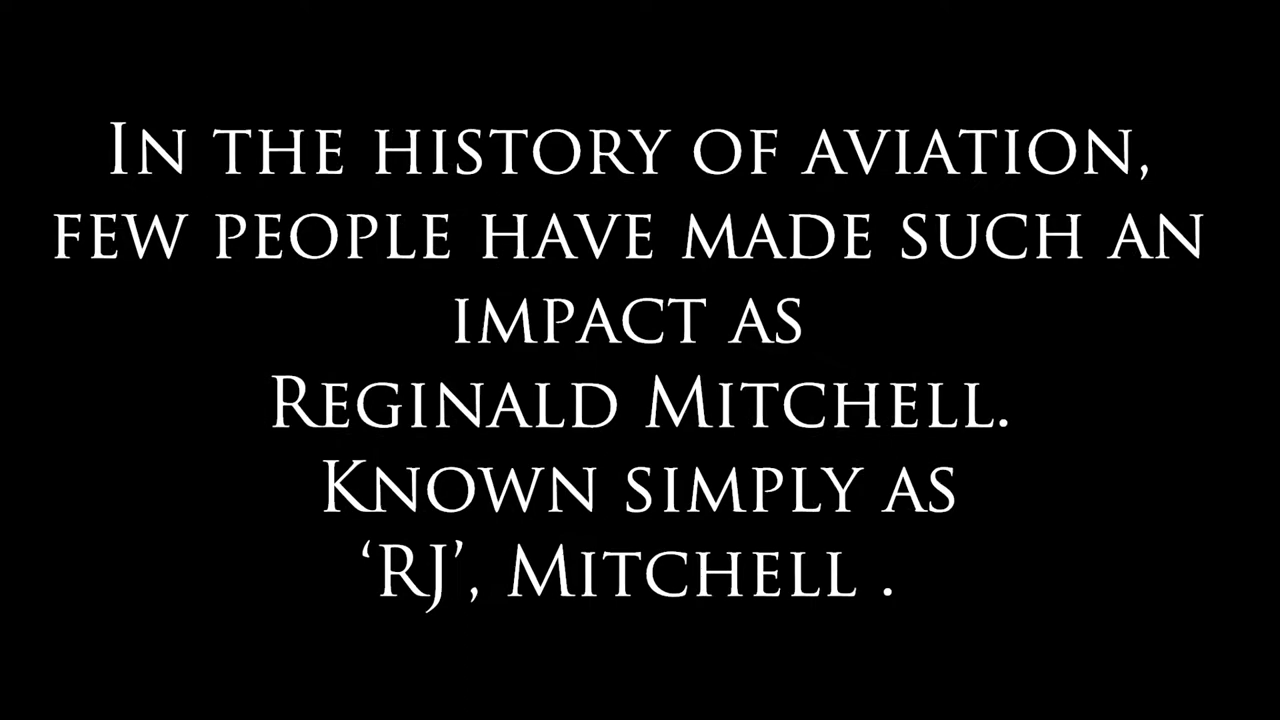 In the history of aviation,
few people have made such an
impact as
Reginald Mitchell.
Known simply as
‘RJ’, Mitchell .